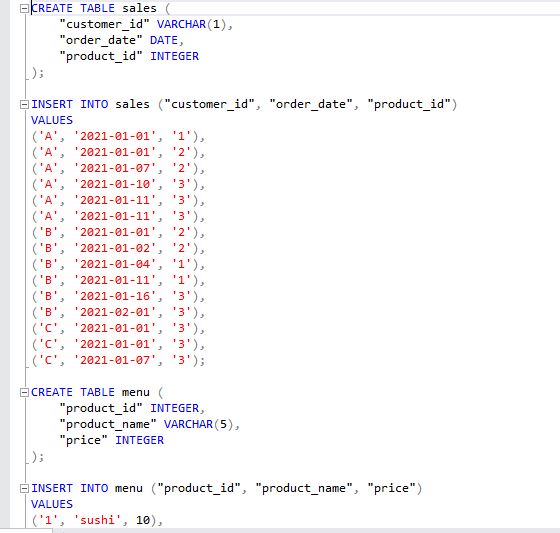 CREATE TABLE sales (
    "customer_id" VARCHAR(1),
    "order_date" DATE,
    "product_id" INTEGER
);
INSERT INTO sales ("customer_id", "order_date", "product_id")
VALUES
('A', '2021-01-01', '1'),
('A', '2021-01-01', '2'),
('A', '2021-01-07', '2'),
('A', '2021-01-10', '3'),
('A', '2021-01-11', '3'),
('A', '2021-01-11', '3'),
('B', '2021-01-01', '2'),
('B', '2021-01-02', '2'),
('B', '2021-01-04', '1'),
('B', '2021-01-11', '1'),
('B', '2021-01-16', '3'),
('B', '2021-02-01', '3'),
('C', '2021-01-01', '3'),
('C', '2021-01-01', '3'),
('C', '2021-01-07', '3');
CREATE TABLE menu (
    "product_id" INTEGER,
    "product_name" VARCHAR(5),
    "price" INTEGER
);
INSERT INTO menu ("product_id", "product_name", "price")
VALUES
('1', 'sushi', 10),